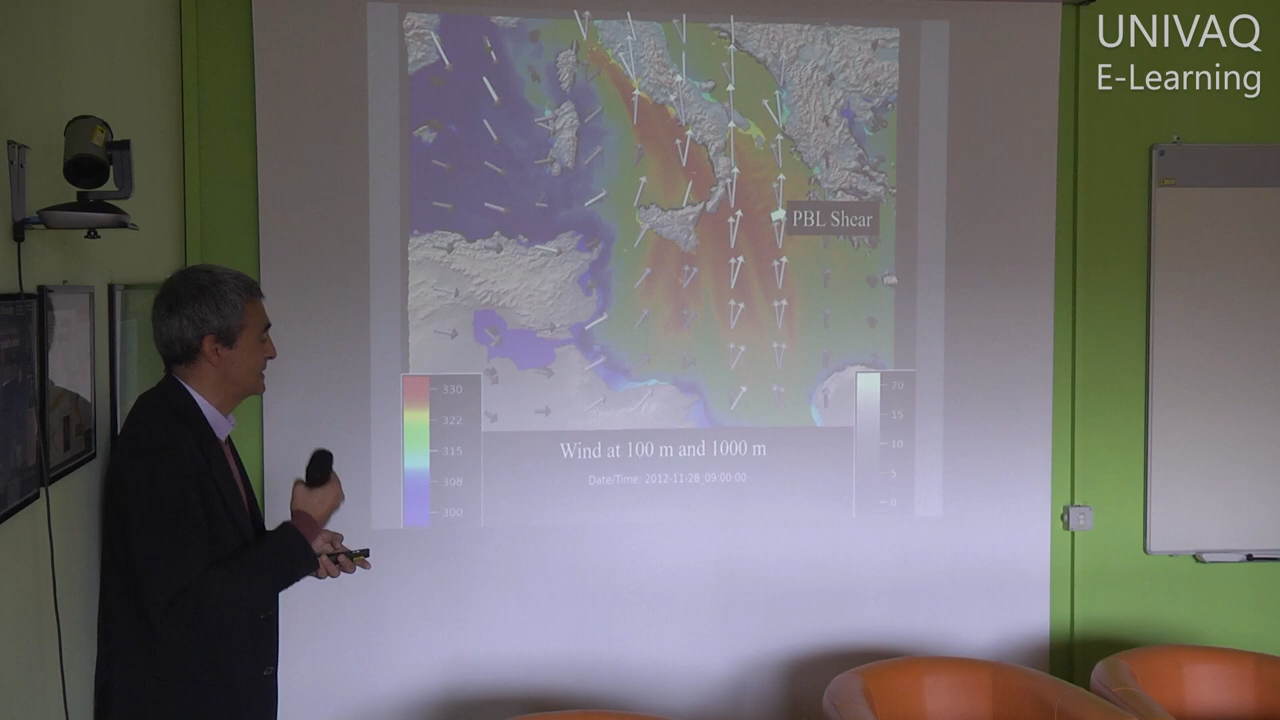 UNIVAQ
E-Learning
PBL Shear
330
322
315
308
300
20
15
10
5
0
Wind at 100 m and 1000 m
Date/Time: 2012-11-28_09:00:00